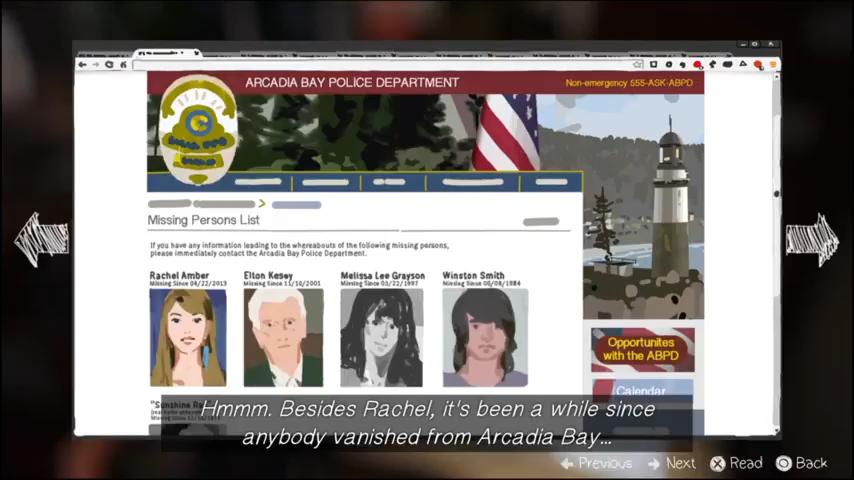 ARCADIA BAY POLICE DEPARTMENT
Non-emergency 555-ASK-ABPD
Missing Persons List
If you have any information leading to the whereabouts of the following missing persons,
please immediately contact the Arcadia Bay Police Department.
Rachel Amber
Missing Since 04/22/2013
Elton Kesey
Missing Since 11/10/2001
Melissa Lee Grayson
Missing Since 03/22/1997
Winston Smith
Missing Since 06/08/1984
Opportunites
with the ABPD
Calendar
"Sunshine
Hmmm. Besides Rachel, it's been a while since
anybody vanished from Arcadia Bay...
Previous
Next
Read
Back